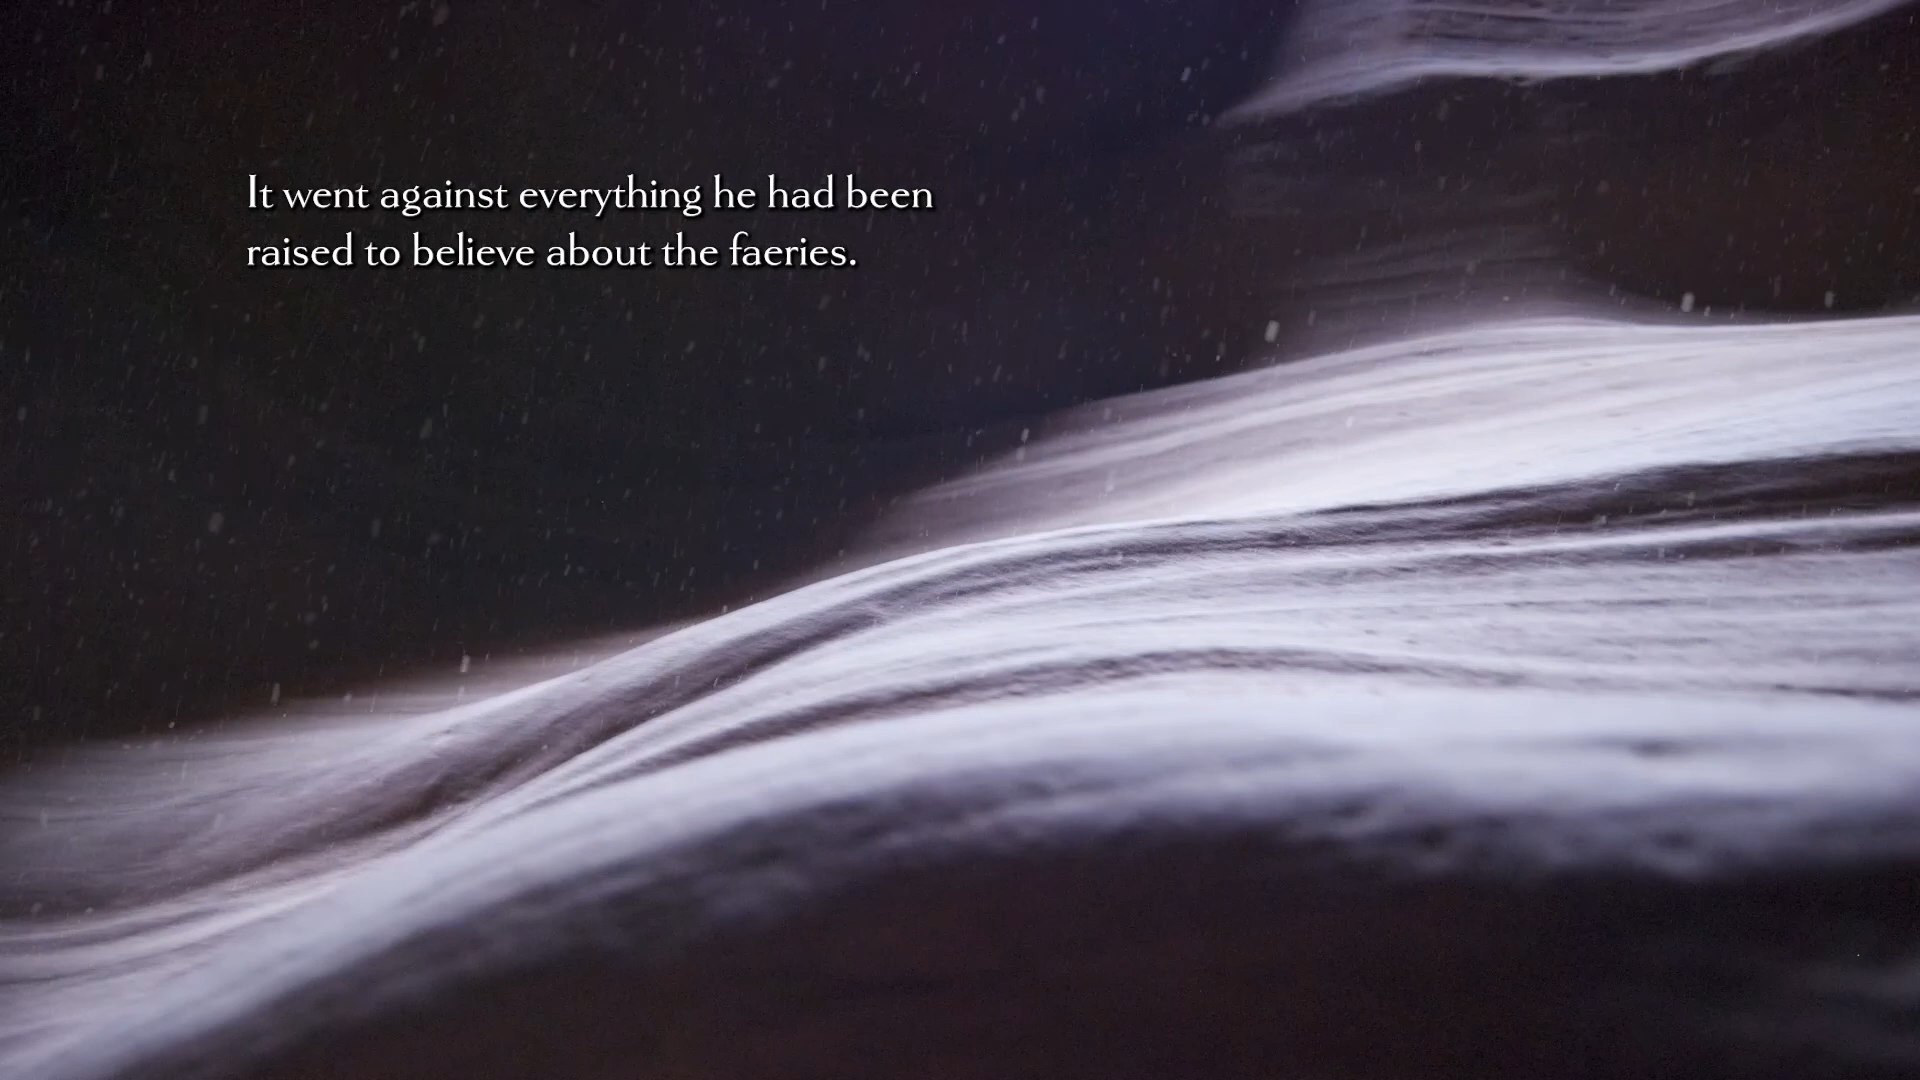 It went against everything he had been
raised to believe about the faeries.